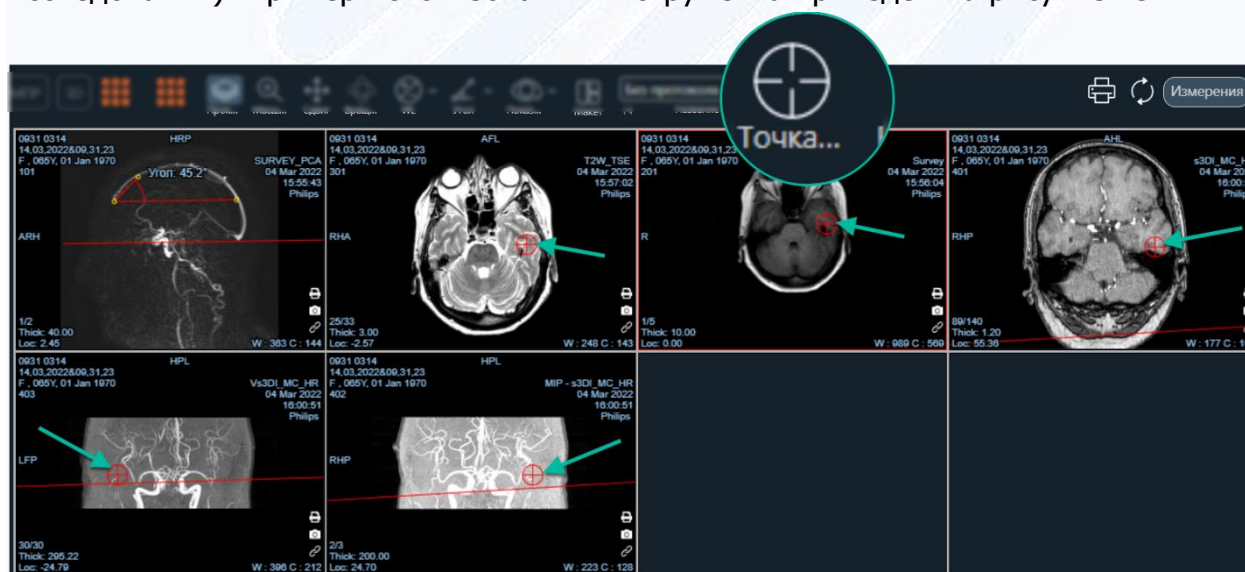 Точка...
Измерения
0931 0314
14,03,2022&09,31,23
F , 065Y, 01 Jan 1970
101
HRP
SURVEY_PCA
04 Mar 2022
15:55:43
Philips
Угол: 45.2°
ARH
1/2
Thick: 40.00
Loc: 2.45
W : 363 C : 144
0931 0314
14,03,2022&09,31,23
F , 065Y, 01 Jan 1970
301
AFL
T2W_TSE
04 Mar 2022
15:57:02
Philips
RHA
25/33
Thick: 3.00
Loc: -2.57
W : 248 C : 143
0931 0314
14,03,2022&09,31,23
F , 065Y, 01 Jan 1970
201
Survey
04 Mar 2022
15:56:04
Philips
R
1/5
Thick: 10.00
Loc: 0.00
W : 989 C : 569
0931 0314
14,03,2022&09,31,23
F , 065Y, 01 Jan 1970
401
AHL
04 Mar
16:00:
Philips
RHP
89/140
Thick: 1.20
Loc: 55.36
W : 177 C :
0931 0314
14,03,2022&09,31,23
F , 065Y, 01 Jan 1970
403
HPL
Vs3DI_MC_HR
04 Mar 2022
16:00:51
Philips
LFP
30/30
Thick: 295.22
Loc: -24.79
W : 396 C : 212
0931 0314
14,03,2022&09,31,23
F , 065Y, 01 Jan 1970
402
HPL
MIP - s3DI_MC_HR
04 Mar 2022
16:00:51
Philips
RHP
2/3
Thick: 200.00
Loc: 24.70
W : 223 C : 128